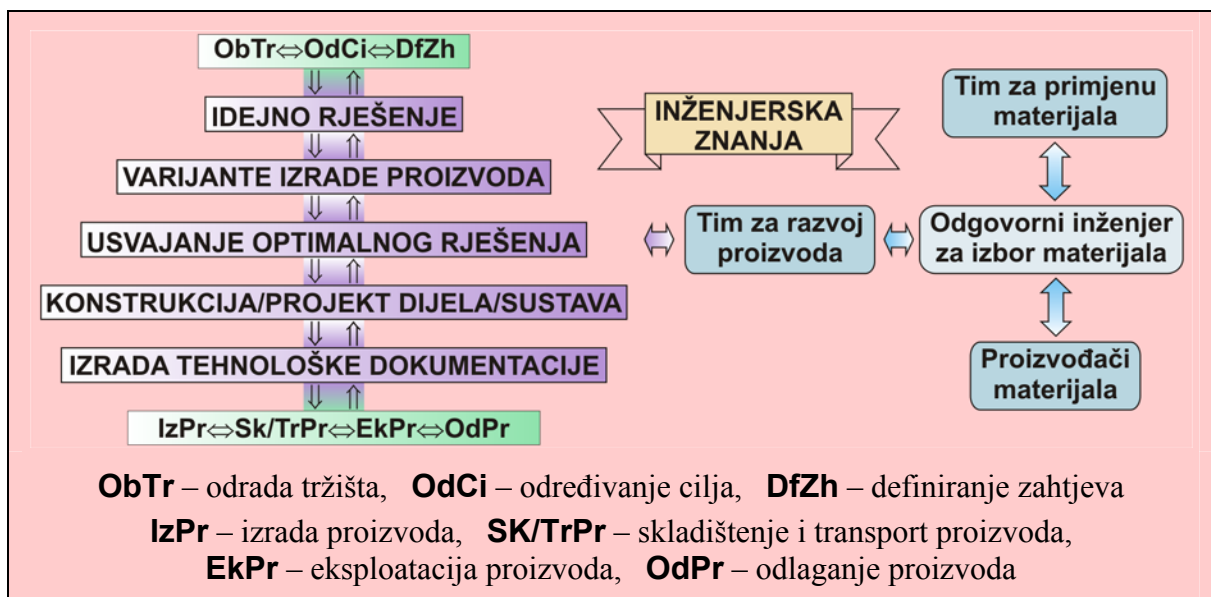 ObTr⇔OdCi⇔DfZh
IDEJNO RJEŠENJE
VARIJANTE IZRADE PROIZVODA
USVAJANJE OPTIMALNOG RJEŠENJA
KONSTRUKCIJA/PROJEKT DIJELA/SUSTAVA
IZRADA TEHNOLOŠKE DOKUMENTACIJE
IzPr⇔Sk/TrPr⇔EkPr⇔OdPr
INŽENJERSKA
ZNANJA
Tim za razvoj
proizvoda
Tim za primjenu
materijala
Odgovorni inženjer
za izbor materijala
Proizvođači
materijala
ObTr – odrada tržišta, OdCi – određivanje cilja, DfZh – definiranje zahtjeva
IzPr – izrada proizvoda, SK/TrPr – skladištenje i transport proizvoda,
EkPr – eksploatacija proizvoda, OdPr – odlaganje proizvoda